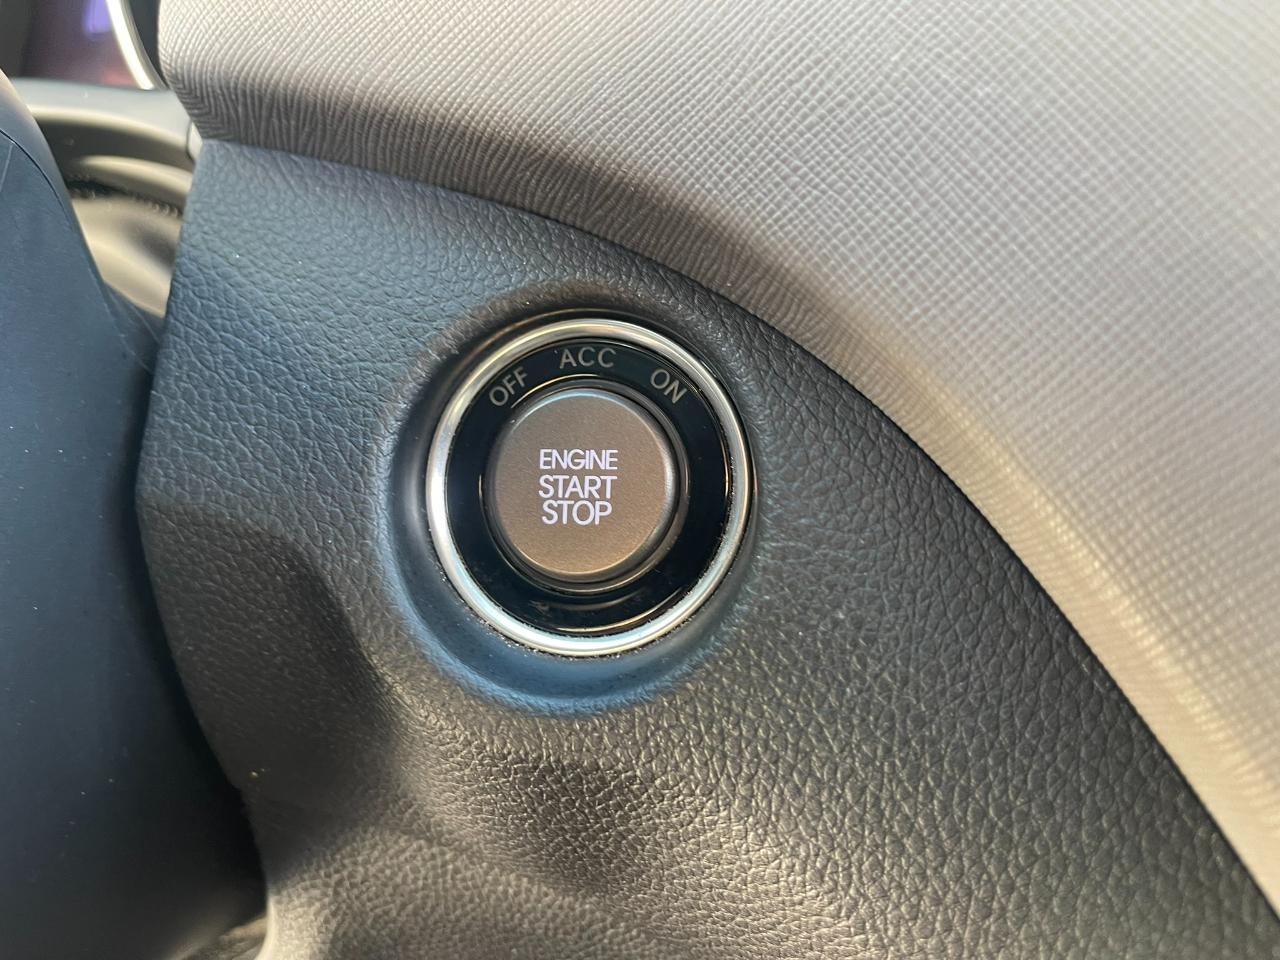 OFF ACC ON
ENGINE
START
STOP